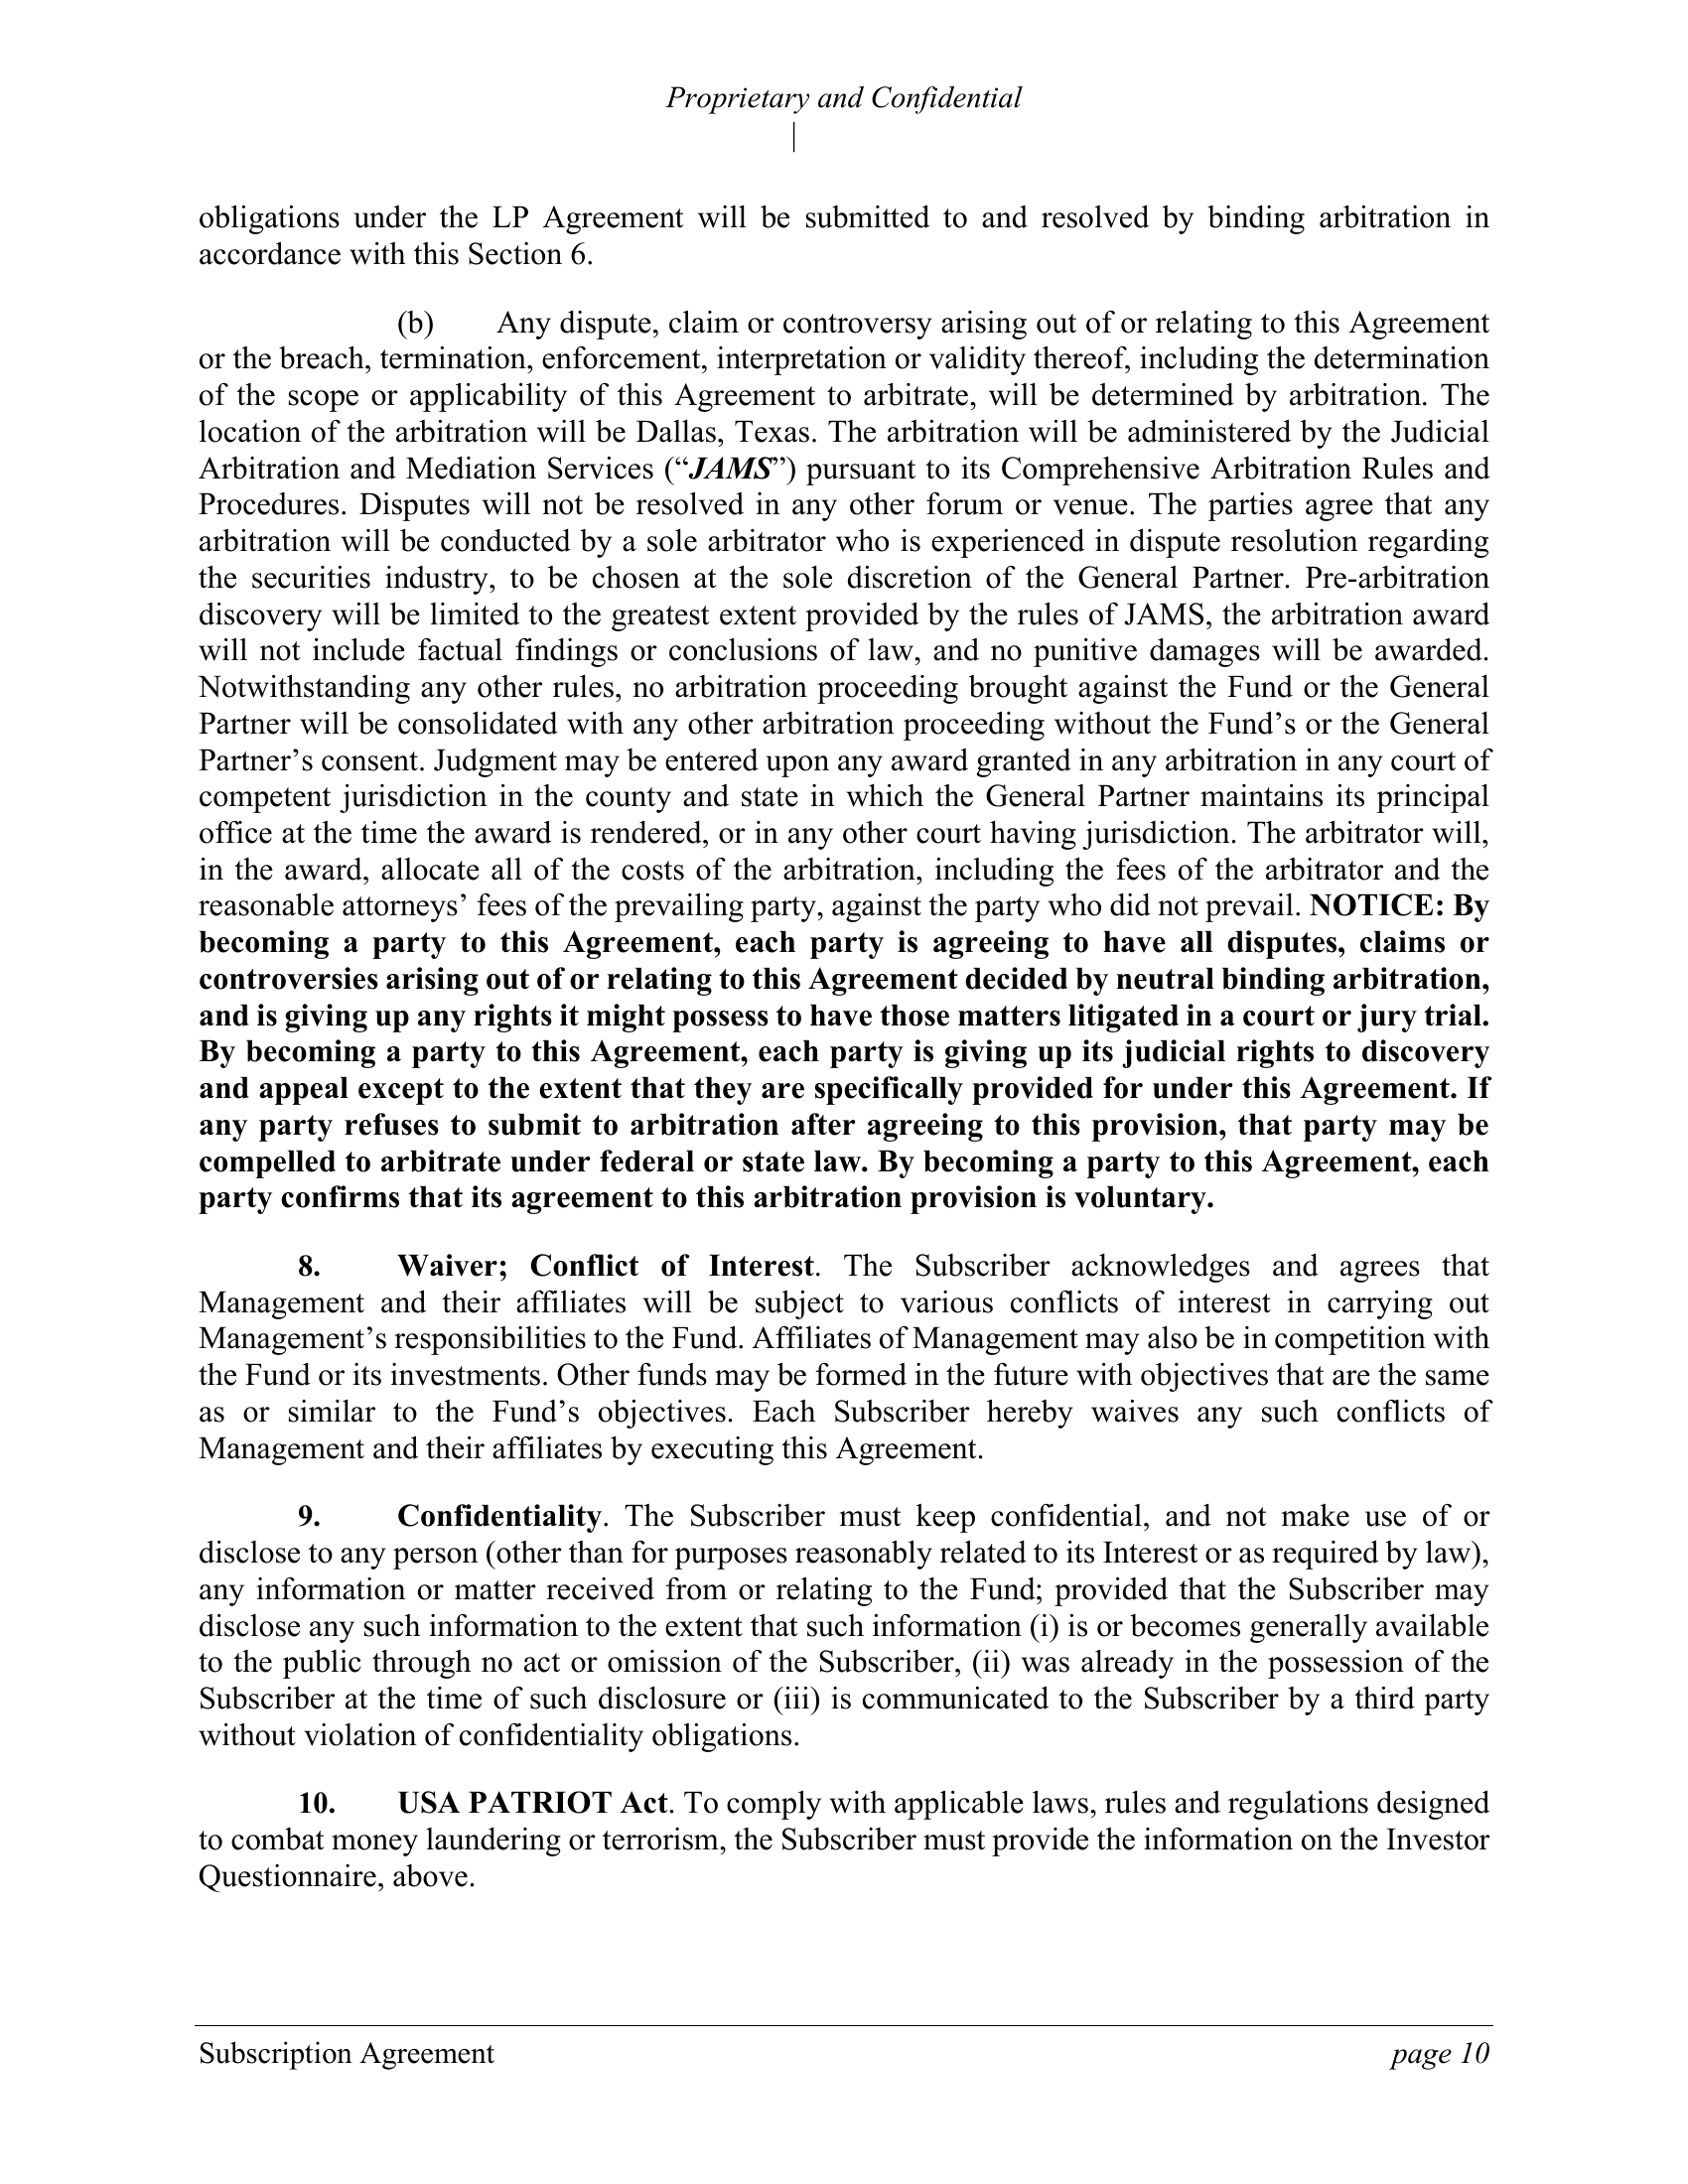 Proprietary and Confidential
|
obligations under the LP Agreement will be submitted to and resolved by binding arbitration in
accordance with this Section 6.
(b) Any dispute, claim or controversy arising out of or relating to this Agreement
or the breach, termination, enforcement, interpretation or validity thereof, including the determination
of the scope or applicability of this Agreement to arbitrate, will be determined by arbitration. The
location of the arbitration will be Dallas, Texas. The arbitration will be administered by the Judicial
Arbitration and Mediation Services (“JAMS”) pursuant to its Comprehensive Arbitration Rules and
Procedures. Disputes will not be resolved in any other forum or venue. The parties agree that any
arbitration will be conducted by a sole arbitrator who is experienced in dispute resolution regarding
the securities industry, to be chosen at the sole discretion of the General Partner. Pre-arbitration
discovery will be limited to the greatest extent provided by the rules of JAMS, the arbitration award
will not include factual findings or conclusions of law, and no punitive damages will be awarded.
Notwithstanding any other rules, no arbitration proceeding brought against the Fund or the General
Partner will be consolidated with any other arbitration proceeding without the Fund’s or the General
Partner’s consent. Judgment may be entered upon any award granted in any arbitration in any court of
competent jurisdiction in the county and state in which the General Partner maintains its principal
office at the time the award is rendered, or in any other court having jurisdiction. The arbitrator will,
in the award, allocate all of the costs of the arbitration, including the fees of the arbitrator and the
reasonable attorneys’ fees of the prevailing party, against the party who did not prevail. NOTICE: By
becoming a party to this Agreement, each party is agreeing to have all disputes, claims or
controversies arising out of or relating to this Agreement decided by neutral binding arbitration,
and is giving up any rights it might possess to have those matters litigated in a court or jury trial.
By becoming a party to this Agreement, each party is giving up its judicial rights to discovery
and appeal except to the extent that they are specifically provided for under this Agreement. If
any party refuses to submit to arbitration after agreeing to this provision, that party may be
compelled to arbitrate under federal or state law. By becoming a party to this Agreement, each
party confirms that its agreement to this arbitration provision is voluntary.
8. Waiver; Conflict of Interest. The Subscriber acknowledges and agrees that
Management and their affiliates will be subject to various conflicts of interest in carrying out
Management’s responsibilities to the Fund. Affiliates of Management may also be in competition with
the Fund or its investments. Other funds may be formed in the future with objectives that are the same
as or similar to the Fund’s objectives. Each Subscriber hereby waives any such conflicts of
Management and their affiliates by executing this Agreement.
9. Confidentiality. The Subscriber must keep confidential, and not make use of or
disclose to any person (other than for purposes reasonably related to its Interest or as required by law),
any information or matter received from or relating to the Fund; provided that the Subscriber may
disclose any such information to the extent that such information (i) is or becomes generally available
to the public through no act or omission of the Subscriber, (ii) was already in the possession of the
Subscriber at the time of such disclosure or (iii) is communicated to the Subscriber by a third party
without violation of confidentiality obligations.
10. USA PATRIOT Act. To comply with applicable laws, rules and regulations designed
to combat money laundering or terrorism, the Subscriber must provide the information on the Investor
Questionnaire, above.
Subscription Agreement page 10